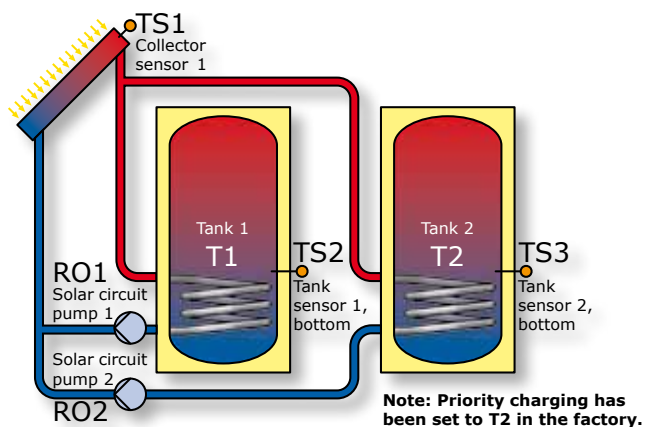 TS1
Collector
sensor 1
Tank 1
T1
TS2
Tank
sensor 1,
bottom
Tank 2
T2
TS3
Tank
sensor 2,
bottom
RO1
Solar circuit
pump 1
Solar circuit
pump 2
RO2
Note: Priority charging has
been set to T2 in the factory.